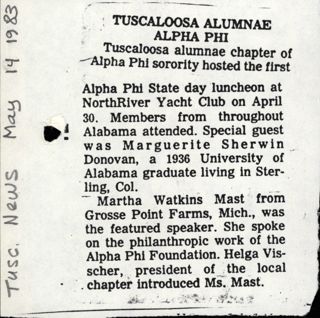 Tusc. News May 14 1983
TUSCALOOSA ALUMNAE
ALPHA PHI
Tuscaloosa alumnae chapter of
Alpha Phi sorority hosted the first
Alpha Phi State day luncheon at
NorthRiver Yacht Club on April
30. Members from throughout
Alabama attended. Special guest
was Marguerite Sherwin
Donovan, a 1936 University of
Alabama graduate living in Ster-
ling, Col.
Martha Watkins Mast from
Grosse Point Farms, Mich., was
the featured speaker. She spoke
on the philanthropic work of the
Alpha Phi Foundation. Helga Vis-
scher, president of the local
chapter introduced Ms. Mast.